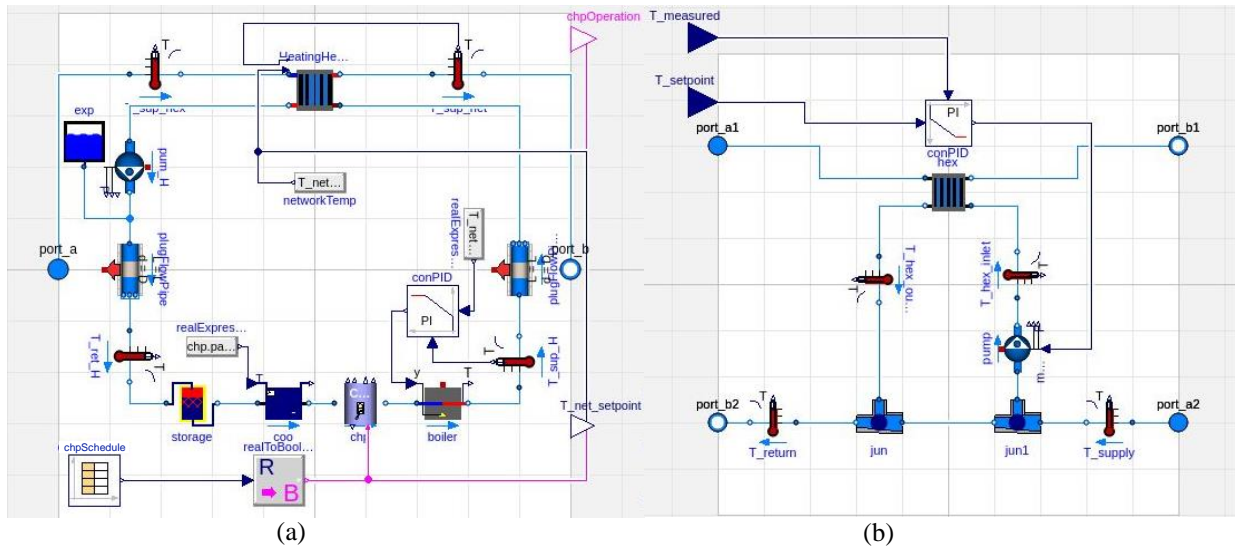 chpOperation
T
HeatingHe...
T
exp
T_sup_net
pum_H
T_net...
networkTemp
port_a
plugFlowPipe
T_net...
realExpres...
port_b
conPID
PI
T_ret_H
T
realExpres...
chp.pa...
T
T_sup_H
T
y
T
T_net_setpoint
storage
coo
boiler
chpSchedule
realToBool...
R
B
(a)
T_measured
T_setpoint
PI
port_a1
port_b1
conPID
hex
T
T_hex_ou...
T_hex_inlet
T
pump
m...
port_b2
port_a2
T
T
T_return
jun
jun1
T_supply
(b)